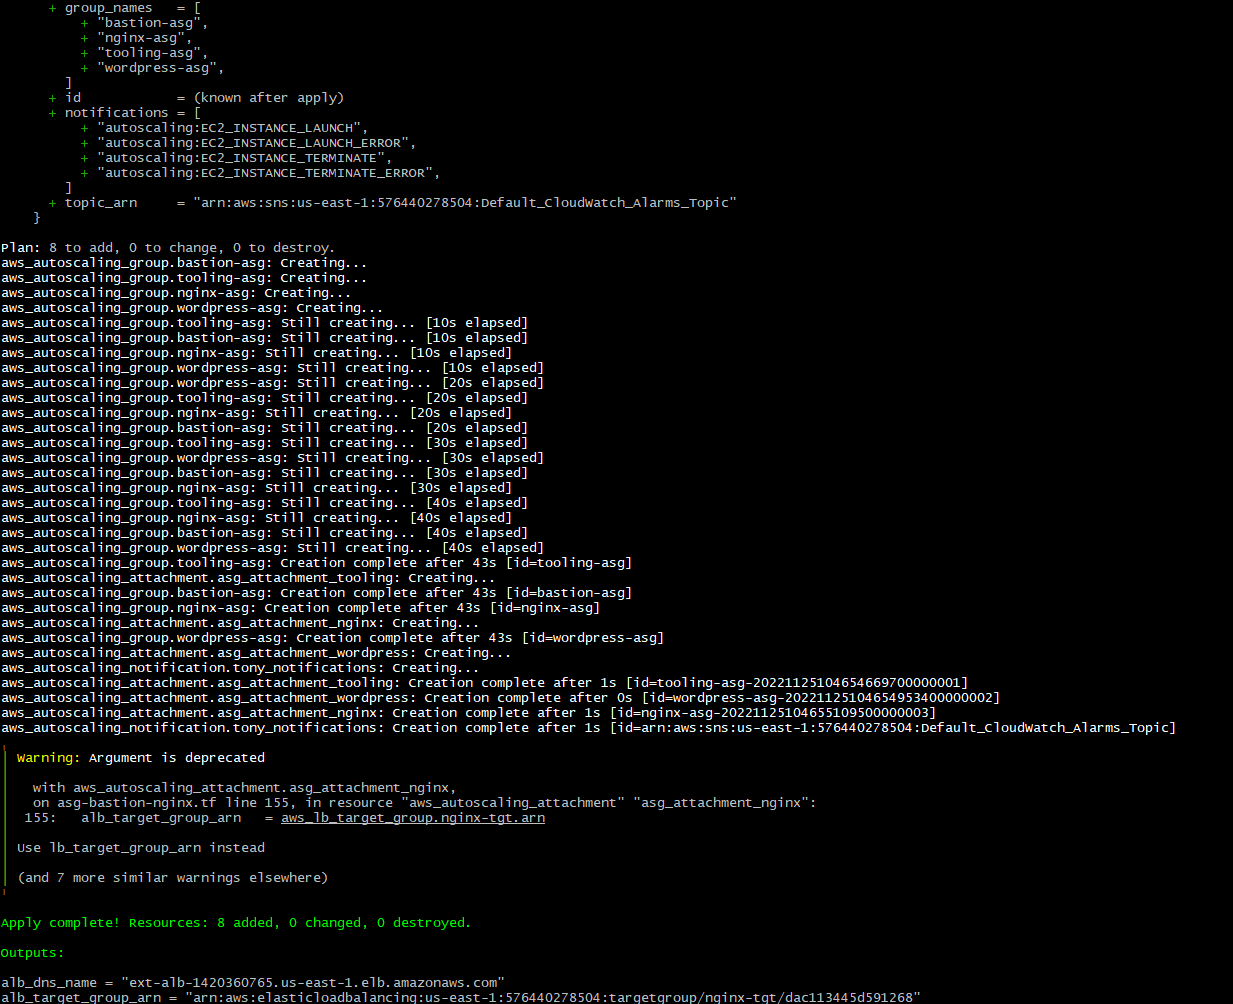 + group_names   = [
+ "bastion-asg",
+ "nginx-asg",
+ "tooling-asg",
+ "wordpress-asg",
]
+ id            = (known after apply)
+ notifications = [
+ "autoscaling:EC2_INSTANCE_LAUNCH",
+ "autoscaling:EC2_INSTANCE_LAUNCH_ERROR",
+ "autoscaling:EC2_INSTANCE_TERMINATE",
+ "autoscaling:EC2_INSTANCE_TERMINATE_ERROR",
]
+ topic_arn     = "arn:aws:sns:us-east-1:576440278504:Default_CloudWatch_Alarms_Topic"
}
Plan: 8 to add, 0 to change, 0 to destroy.
aws_autoscaling_group.bastion-asg: Creating...
aws_autoscaling_group.tooling-asg: Creating...
aws_autoscaling_group.nginx-asg: Creating...
aws_autoscaling_group.wordpress-asg: Creating...
aws_autoscaling_group.tooling-asg: Still creating... [10s elapsed]
aws_autoscaling_group.bastion-asg: Still creating... [10s elapsed]
aws_autoscaling_group.nginx-asg: Still creating... [10s elapsed]
aws_autoscaling_group.wordpress-asg: Still creating... [10s elapsed]
aws_autoscaling_group.wordpress-asg: Still creating... [20s elapsed]
aws_autoscaling_group.tooling-asg: Still creating... [20s elapsed]
aws_autoscaling_group.nginx-asg: Still creating... [20s elapsed]
aws_autoscaling_group.bastion-asg: Still creating... [20s elapsed]
aws_autoscaling_group.tooling-asg: Still creating... [30s elapsed]
aws_autoscaling_group.wordpress-asg: Still creating... [30s elapsed]
aws_autoscaling_group.bastion-asg: Still creating... [30s elapsed]
aws_autoscaling_group.nginx-asg: Still creating... [30s elapsed]
aws_autoscaling_group.tooling-asg: Still creating... [40s elapsed]
aws_autoscaling_group.nginx-asg: Still creating... [40s elapsed]
aws_autoscaling_group.bastion-asg: Still creating... [40s elapsed]
aws_autoscaling_group.wordpress-asg: Still creating... [40s elapsed]
aws_autoscaling_group.tooling-asg: Creation complete after 43s [id=tooling-asg]
aws_autoscaling_attachment.asg_attachment_tooling: Creating...
aws_autoscaling_group.bastion-asg: Creation complete after 43s [id=bastion-asg]
aws_autoscaling_group.nginx-asg: Creation complete after 43s [id=nginx-asg]
aws_autoscaling_attachment.asg_attachment_nginx: Creating...
aws_autoscaling_group.wordpress-asg: Creation complete after 43s [id=wordpress-asg]
aws_autoscaling_attachment.asg_attachment_wordpress: Creating...
aws_autoscaling_notification.tony_notifications: Creating...
aws_autoscaling_attachment.asg_attachment_tooling: Creation complete after 1s [id=tooling-asg-20221125104654669700000001]
aws_autoscaling_attachment.asg_attachment_wordpress: Creation complete after 0s [id=wordpress-asg-20221125104654953400000002]
aws_autoscaling_attachment.asg_attachment_nginx: Creation complete after 1s [id=nginx-asg-20221125104655109500000003]
aws_autoscaling_notification.tony_notifications: Creation complete after 1s [id=arn:aws:sns:us-east-1:576440278504:Default_CloudWatch_Alarms_Topic]
Warning: Argument is deprecated
with aws_autoscaling_attachment.asg_attachment_nginx,
on asg-bastion-nginx.tf line 155, in resource "aws_autoscaling_attachment" "asg_attachment_nginx":
155:   alb_target_group_arn   = aws_lb_target_group.nginx-tgt.arn
Use lb_target_group_arn instead
(and 7 more similar warnings elsewhere)
Apply complete! Resources: 8 added, 0 changed, 0 destroyed.
Outputs:
alb_dns_name = "ext-alb-1420360765.us-east-1.elb.amazonaws.com"
alb_target_group_arn = "arn:aws:elasticloadbalancing:us-east-1:576440278504:targetgroup/nginx-tgt/dac113445d591268"